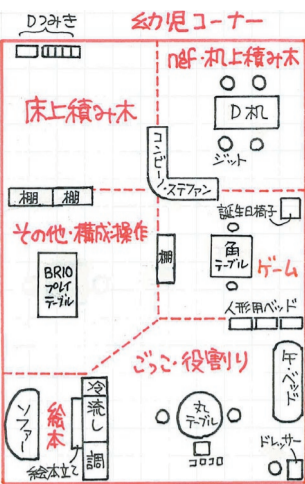 幼児コーナー
Dつみき
nef・机上積み木
床上積み木
D机
ジット
コンビーノ・ステファン
棚 棚
誕生日椅子
その他・構成・操作
棚
角
テーブル
ゲーム
BRIO
プレイ
テーブル
人形用ベッド
ごっこ・役割り
ケ・ベッド
冷
流し
調
ソファー
絵本
絵本立て
丸
テーブル
コロコロ
ドレッサー